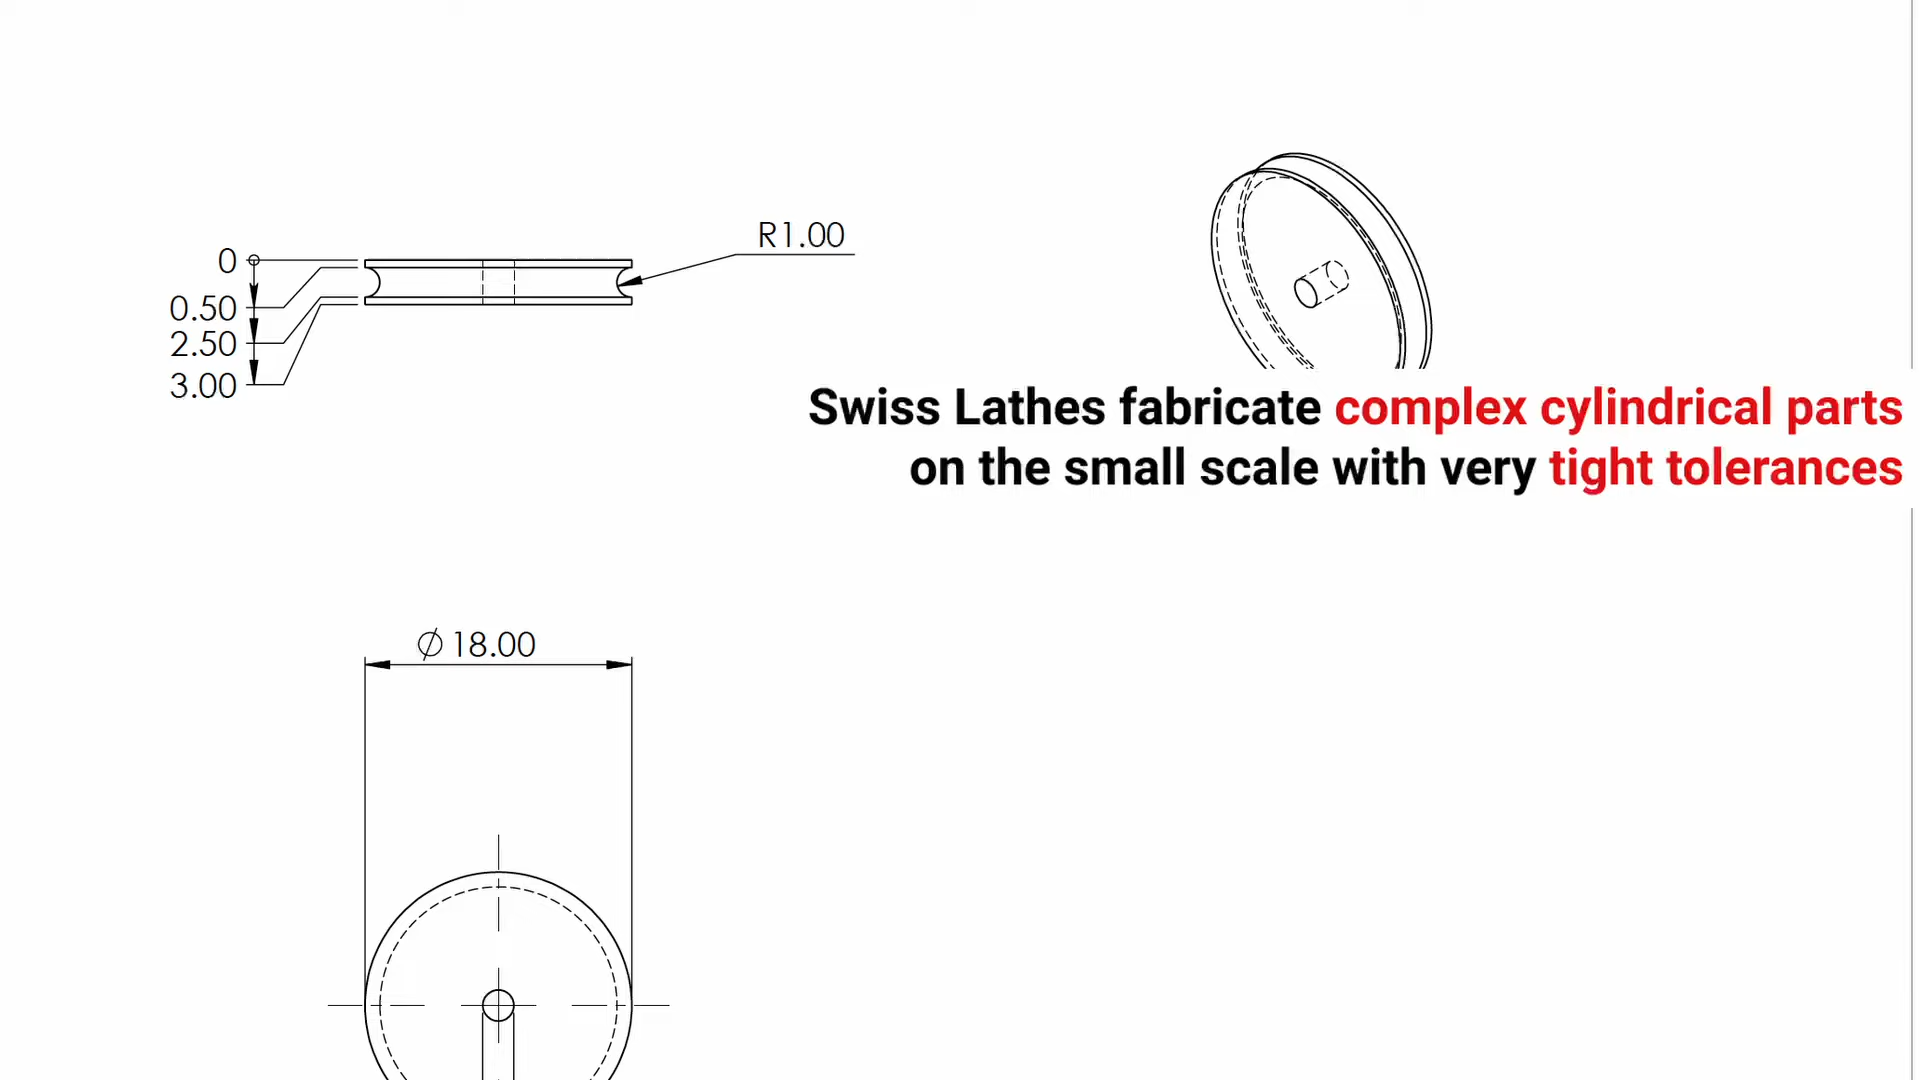 R1.00
0
0.50
2.50
3.00
Swiss Lathes fabricate complex cylindrical parts
on the small scale with very tight tolerances
∅ 18.00